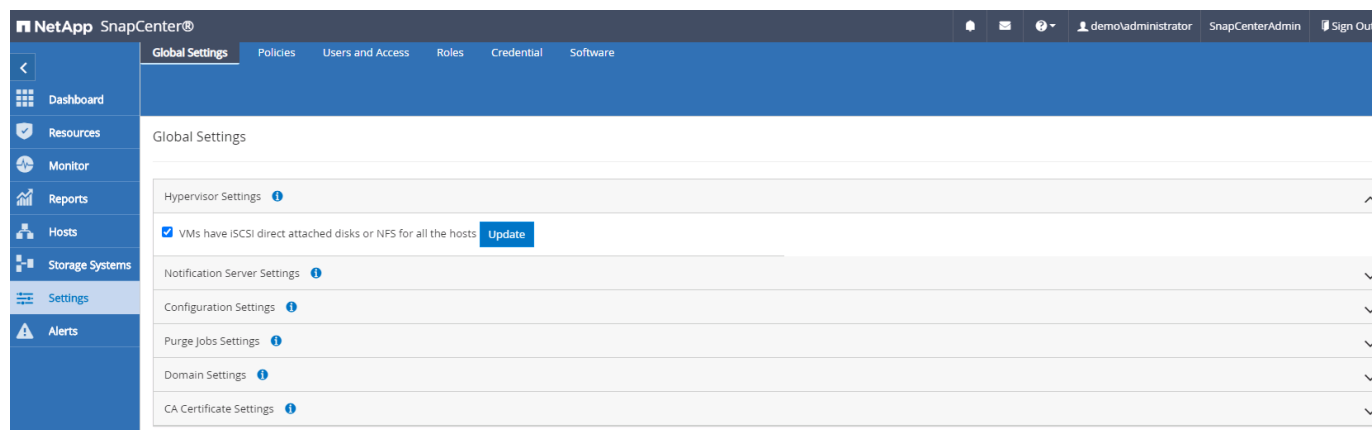 NetApp SnapCenter®
demo\administrator SnapCenterAdmin Sign Out
Global Settings Policies Users and Access Roles Credential Software
Dashboard
Resources
Monitor
Reports
Hosts
Storage Systems
Settings
Alerts
Global Settings
Hypervisor Settings
VMs have iSCSI direct attached disks or NFS for all the hosts Update
Notification Server Settings
Configuration Settings
Purge Jobs Settings
Domain Settings
CA Certificate Settings